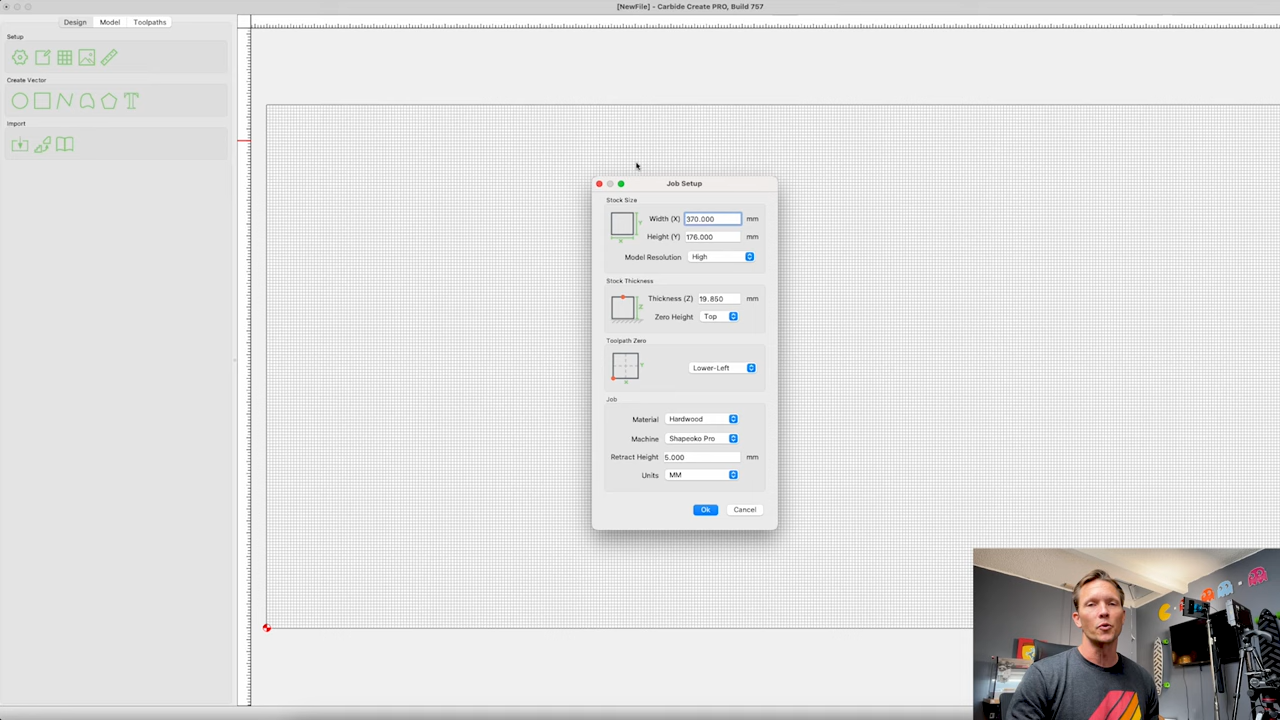 [NewFile] - Carbide Create PRO, Build 757
Design Model Toolpaths
Setup
Create Vector
Import
Job Setup
Stock Size
Width (X) 370.000 mm
Height (Y) 176.000 mm
Model Resolution High
Stock Thickness
Thickness (Z) 19.850 mm
Zero Height Top
Toolpath Zero
Lower-Left
Job
Material Hardwood
Machine Shapeoko Pro
Retract Height 5.000 mm
Units MM
Ok Cancel